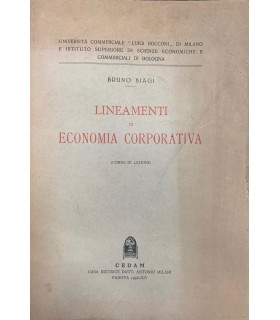 UNIVERSITÀ COMMERCIALE "LUIGI BOCCONI„ DI MILANO
E ISTITUTO SUPERIORE DI SCIENZE ECONOMICHE E
COMMERCIALI DI BOLOGNA
BRUNO BIAGI
LINEAMENTI
DI
ECONOMIA CORPORATIVA
(CORSO DI LEZIONI)
CEDAM
CASA EDITRICE DOTT. ANTONIO MILANI
PADOVA